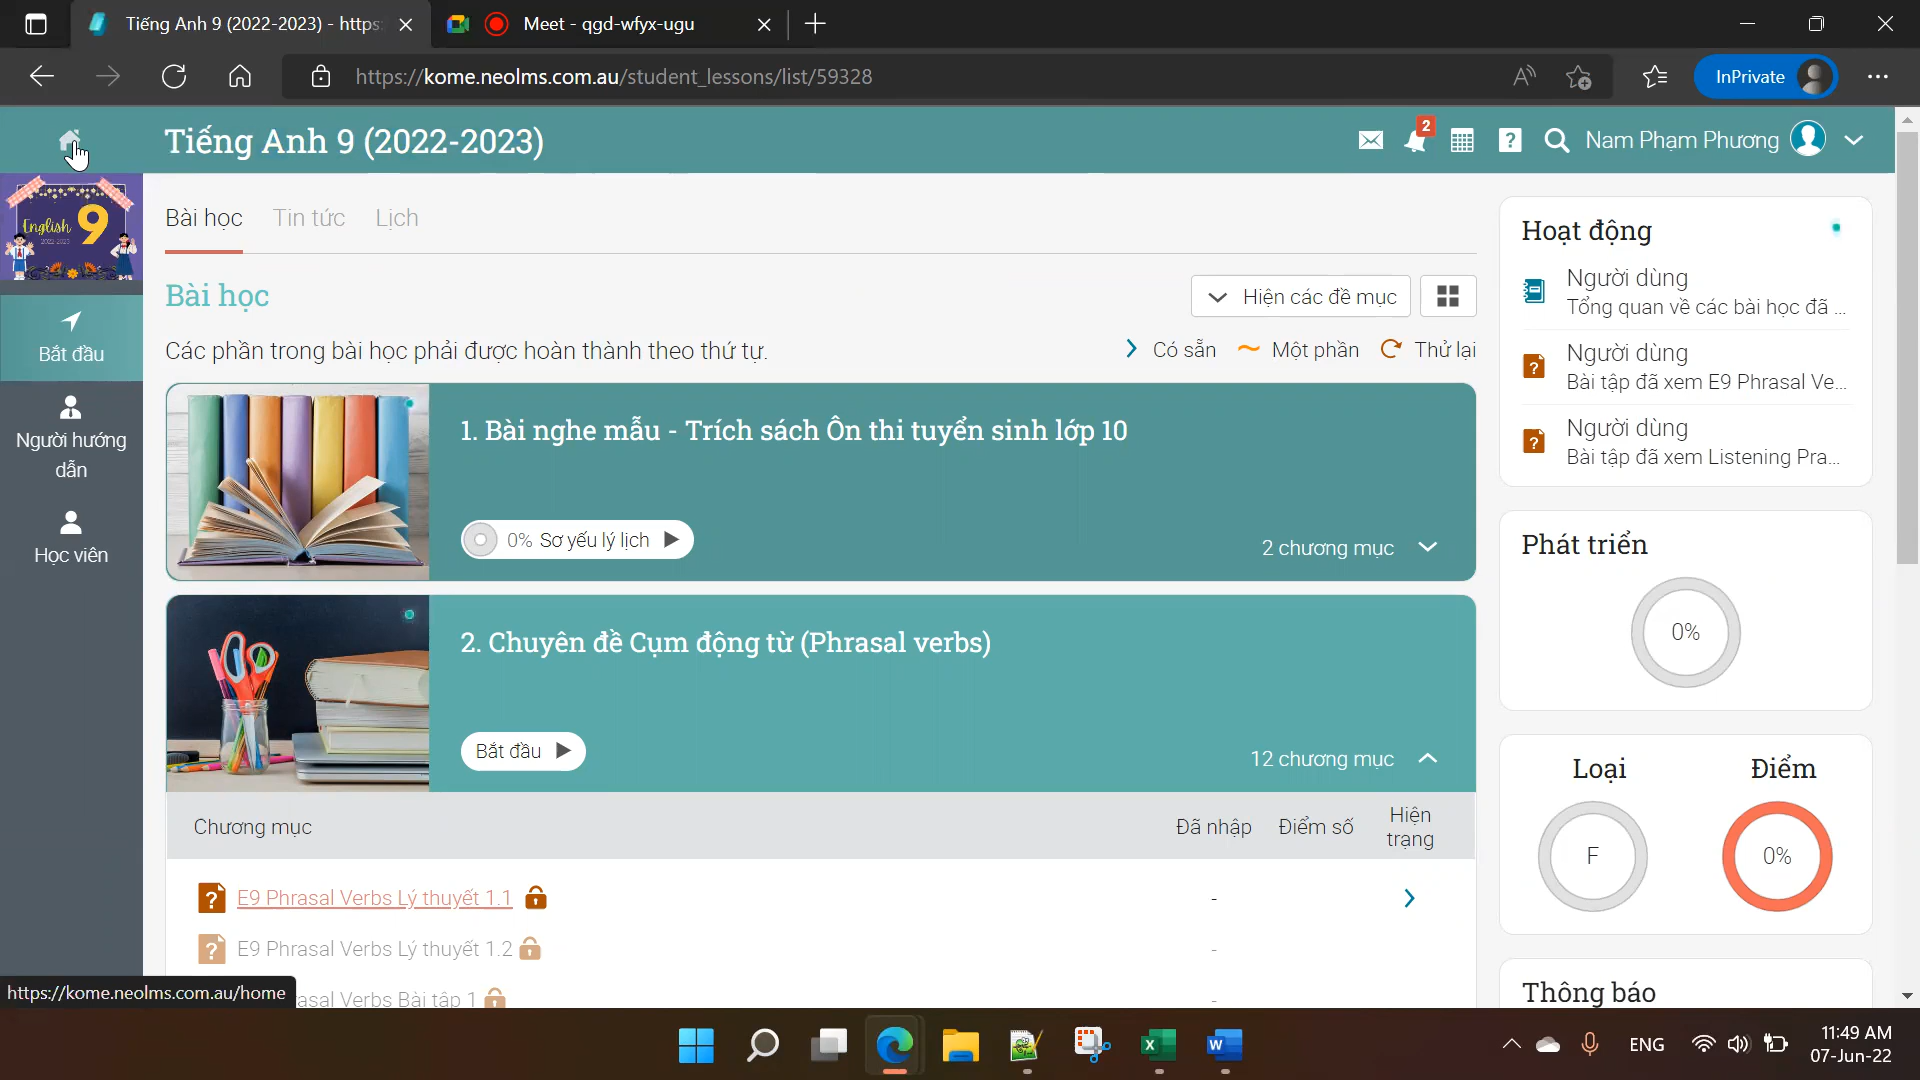 Tiếng Anh 9 (2022-2023) - https:
Meet - qgd-wfyx-ugu
https://kome.neolms.com.au/student_lessons/list/59328
InPrivate
Tiếng Anh 9 (2022-2023)
2
Nam Phạm Phương
English 9
2022-2023
Bắt đầu
Người hướng
dẫn
Học viên
Bài học
Tin tức
Lịch
Bài học
Hiện các đề mục
Các phần trong bài học phải được hoàn thành theo thứ tự.
Có sẵn
Một phần
Thử lại
1. Bài nghe mẫu - Trích sách Ôn thi tuyển sinh lớp 10
0% Sơ yếu lý lịch
2 chương mục
2. Chuyên đề Cụm động từ (Phrasal verbs)
Bắt đầu
12 chương mục
Chương mục
Đã nhập
Điểm số
Hiện
trạng
E9 Phrasal Verbs Lý thuyết 1.1
-
E9 Phrasal Verbs Lý thuyết 1.2
-
asal Verbs Bài tập 1
-
Hoạt động
Người dùng
Tổng quan về các bài học đã ...
Người dùng
Bài tập đã xem E9 Phrasal Ve...
Người dùng
Bài tập đã xem Listening Pra...
Phát triển
0%
Loại
Điểm
F
0%
Thông báo
https://kome.neolms.com.au/home
ENG
11:49 AM
07-Jun-22